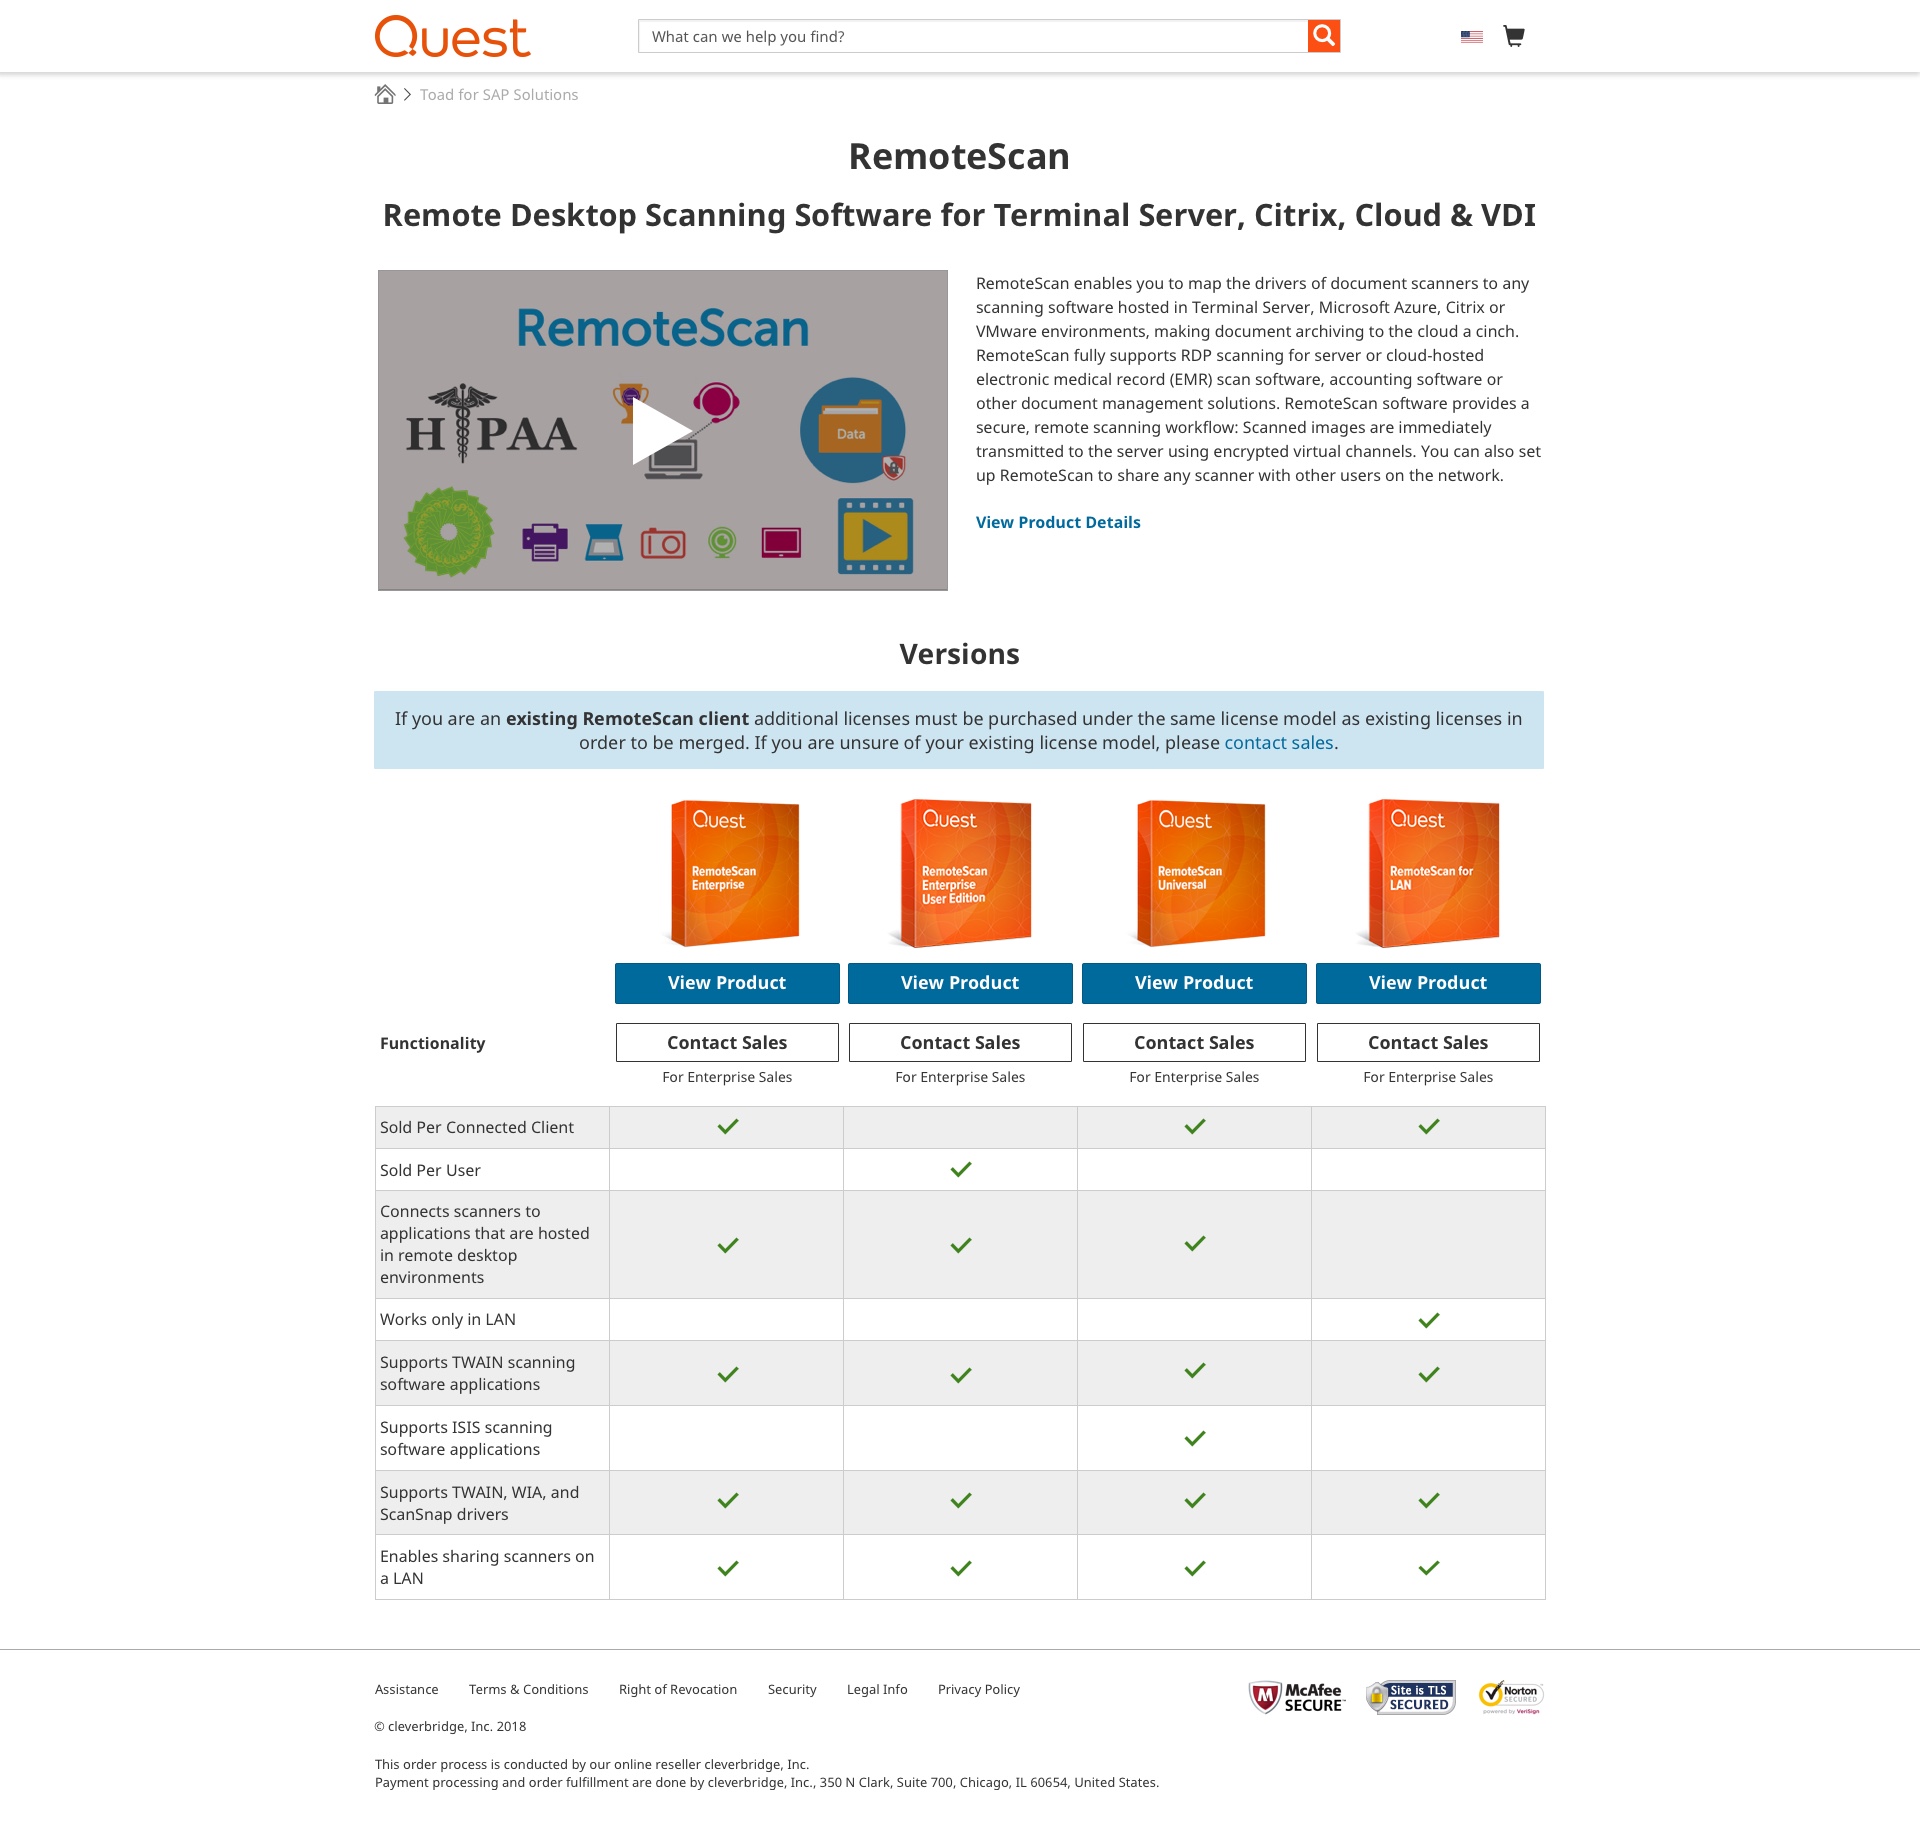 Quest
What can we help you find?
Toad for SAP Solutions
RemoteScan
Remote Desktop Scanning Software for Terminal Server, Citrix, Cloud & VDI
RemoteScan
HIPAA
Data
RemoteScan enables you to map the drivers of document scanners to any
scanning software hosted in Terminal Server, Microsoft Azure, Citrix or
VMware environments, making document archiving to the cloud a cinch.
RemoteScan fully supports RDP scanning for server or cloud-hosted
electronic medical record (EMR) scan software, accounting software or
other document management solutions. RemoteScan software provides a
secure, remote scanning workflow: Scanned images are immediately
transmitted to the server using encrypted virtual channels. You can also set
up RemoteScan to share any scanner with other users on the network.
View Product Details
Versions
If you are an existing RemoteScan client additional licenses must be purchased under the same license model as existing licenses in
order to be merged. If you are unsure of your existing license model, please contact sales.
Quest
RemoteScan
Enterprise
Quest
RemoteScan
Enterprise
User Edition
Quest
RemoteScan
Universal
Quest
RemoteScan for
LAN
View Product View Product View Product View Product
Functionality Contact Sales Contact Sales Contact Sales Contact Sales
For Enterprise Sales For Enterprise Sales For Enterprise Sales For Enterprise Sales
Sold Per Connected Client
Sold Per User
Connects scanners to
applications that are hosted
in remote desktop
environments
Works only in LAN
Supports TWAIN scanning
software applications
Supports ISIS scanning
software applications
Supports TWAIN, WIA, and
ScanSnap drivers
Enables sharing scanners on
a LAN
Assistance Terms & Conditions Right of Revocation Security Legal Info Privacy Policy
McAfee
SECURE
Site is TLS
SECURED
Norton
SECURED
powered by VeriSign
© cleverbridge, Inc. 2018
This order process is conducted by our online reseller cleverbridge, Inc.
Payment processing and order fulfillment are done by cleverbridge, Inc., 350 N Clark, Suite 700, Chicago, IL 60654, United States.